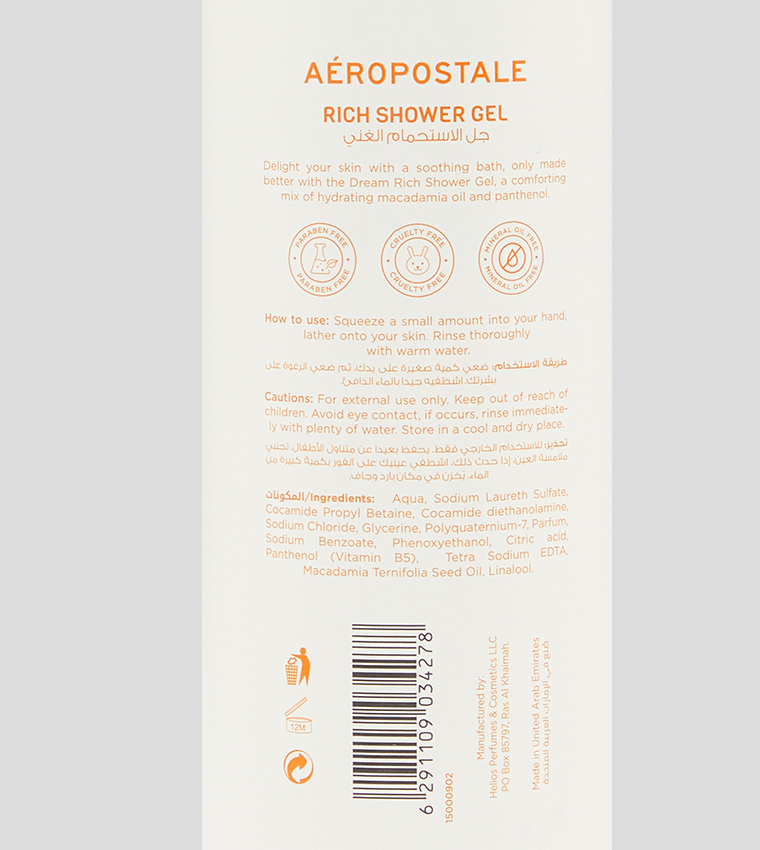 AÉROPOSTALE
RICH SHOWER GEL
جل الاستحمام الغني
Delight your skin with a soothing bath, only made
better with the Dream Rich Shower Gel, a comforting
mix of hydrating macadamia oil and panthenol.
PARABEN FREE
PARABEN FREE
CRUELTY FREE
CRUELTY FREE
MINERAL OIL FREE
MINERAL OIL FREE
How to use: Squeeze a small amount into your hand,
lather onto your skin. Rinse thoroughly
with warm water.
طريقة الاستخدام: ضعي كمية صغيرة على يدك، ثم ضعي الرغوة على
بشرتك. اشطفيه جيدا بالماء الدافئ.
Cautions: For external use only. Keep out of reach of
children. Avoid eye contact, if occurs, rinse immediate-
ly with plenty of water. Store in a cool and dry place.
تحذير: للاستخدام الخارجي فقط. يحفظ بعيدا عن متناول الأطفال. تجنبي
ملامسة العين، إذا حدث ذلك، اشطفي عينيك على الفور بكمية كبيرة من
الماء. يُخزن في مكان بارد وجاف.
المكونات/Ingredients: Aqua, Sodium Laureth Sulfate,
Cocamide Propyl Betaine, Cocamide diethanolamine,
Sodium Chloride, Glycerine, Polyquaternium-7, Parfum,
Sodium Benzoate, Phenoxyethanol, Citric acid,
Panthenol (Vitamin B5), Tetra Sodium EDTA,
Macadamia Ternifolia Seed Oil, Linalool.
12M
6 291109 034278
15000902
Manufactured by:
Helios Perfumes & Cosmetics LLC
PO Box 85797, Ras Al Khaimah.
Made in United Arab Emirates
صنع في الإمارات العربية المتحدة